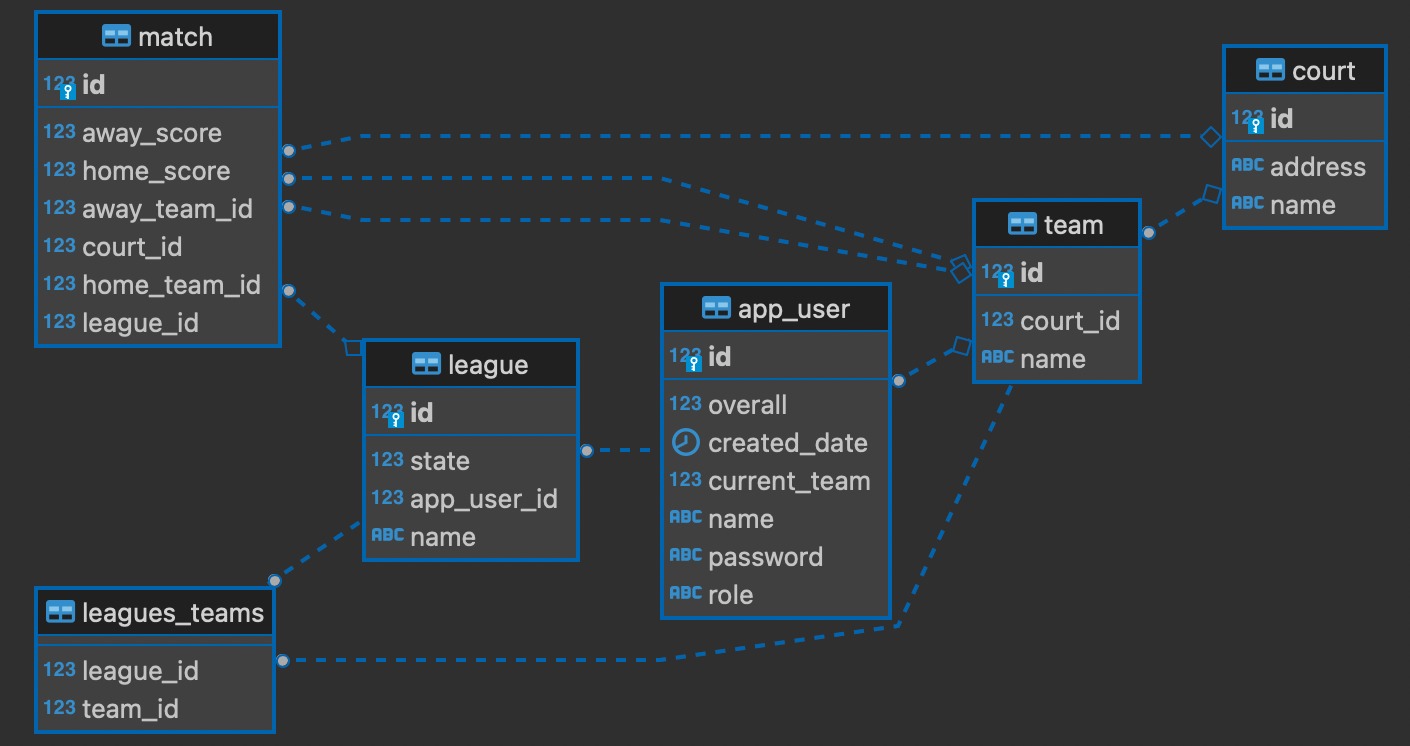 match
123 id
123 away_score
123 home_score
123 away_team_id
123 court_id
123 home_team_id
123 league_id
court
123 id
ABC address
ABC name
team
123 id
123 court_id
ABC name
app_user
123 id
123 overall
created_date
123 current_team
ABC name
ABC password
ABC role
league
123 id
123 state
123 app_user_id
ABC name
leagues_teams
123 league_id
123 team_id